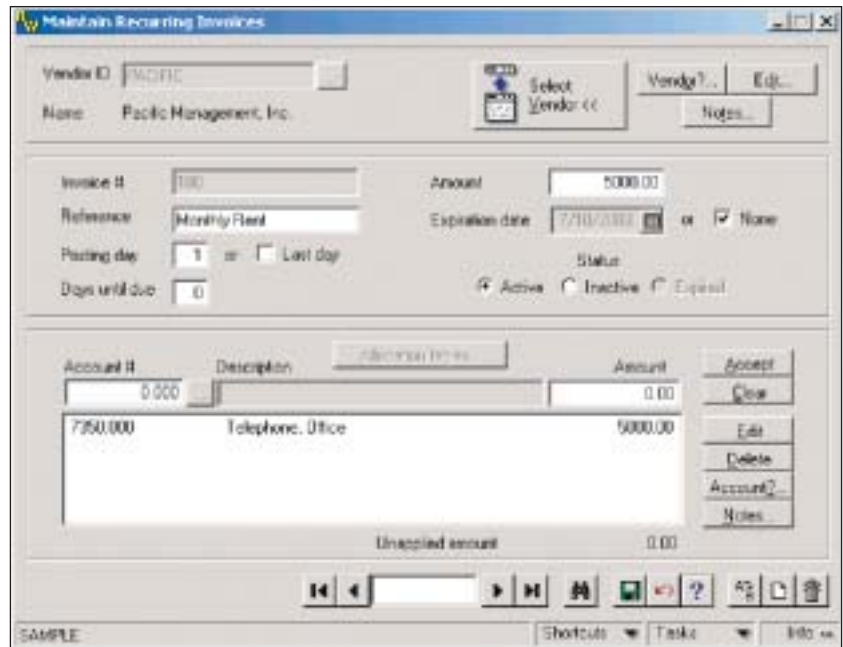 Maintain Recurring Invoices
Vendor ID PACIFIC ...
Name Pacific Management, Inc.
Select Vendor <<
Vendor?... Edit...
Notes...
Invoice # 100
Reference Monthly Rent
Posting day 1 or Last day
Days until due 0
Amount 5000.00
Expiration date or None
Status
Active Inactive Expired
Allocation
Account # Description Amount
0.000 ... 0.00
7350.000 Telephone, Office 5000.00
Accept
Clear
Edit
Delete
Account?...
Notes...
Unapplied amount 0.00
SAMPLE Shortcuts Tasks Info